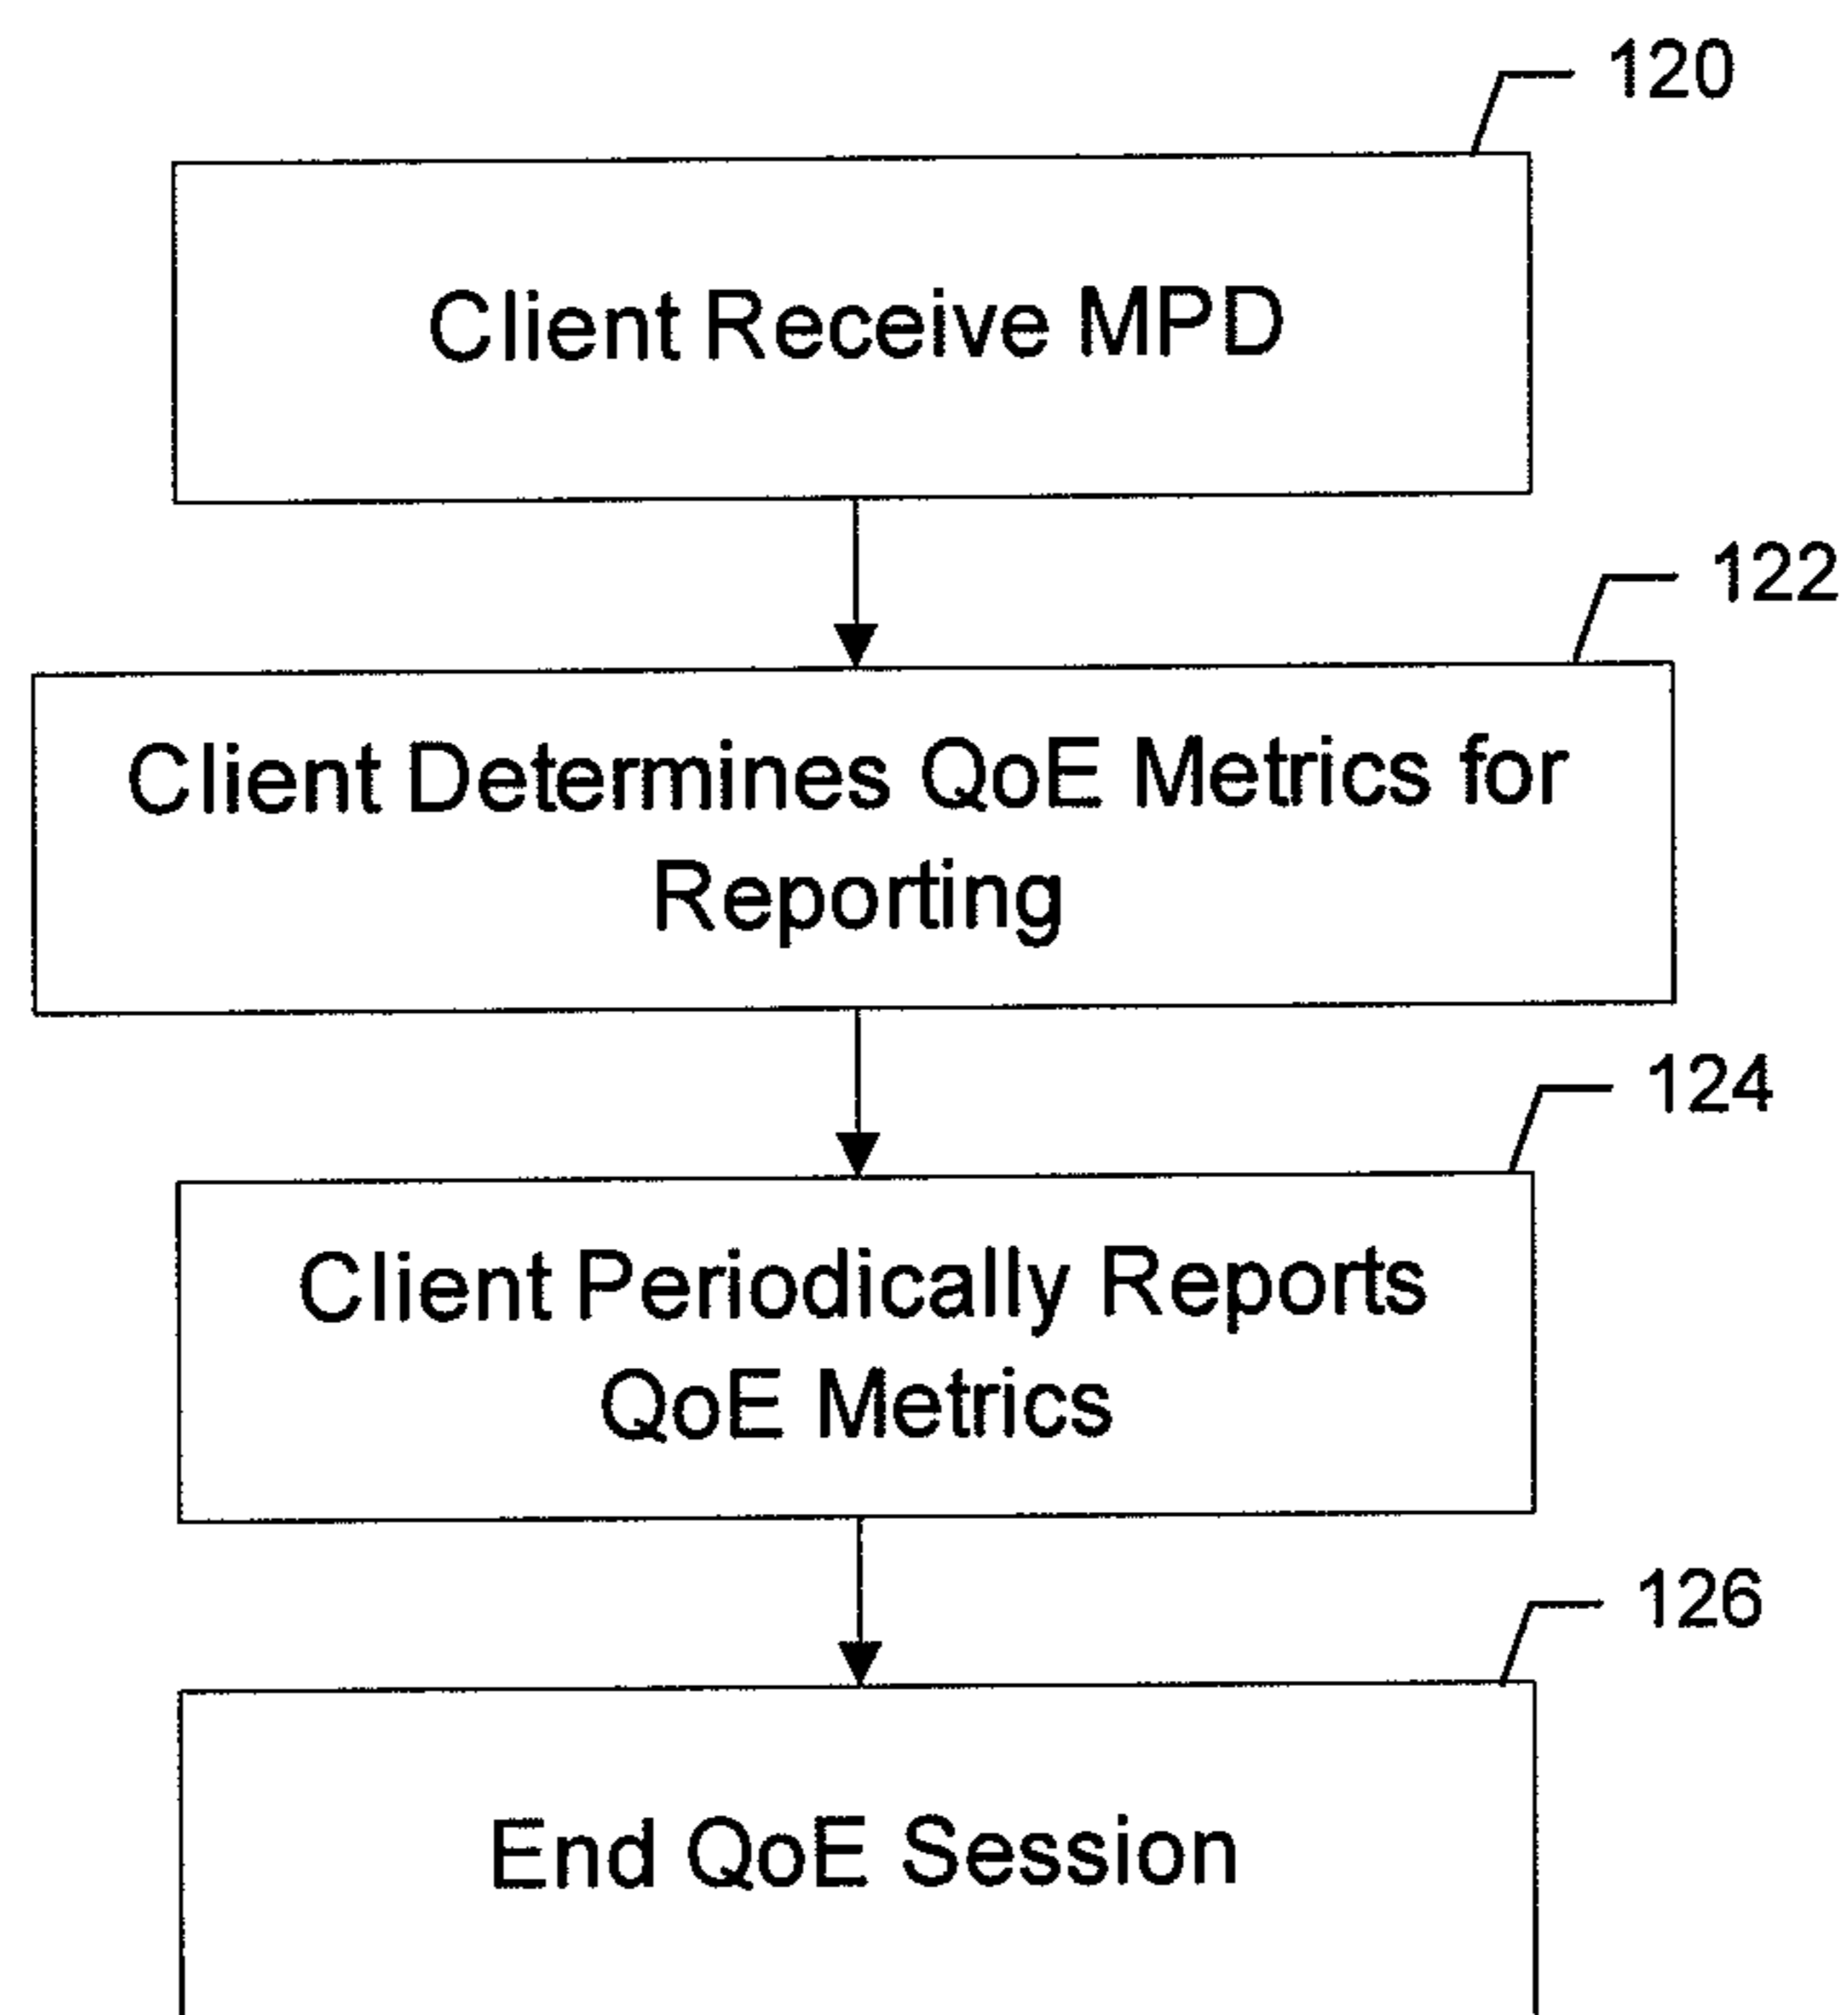 120
Client Receive MPD
122
Client Determines QoE Metrics for
Reporting
124
Client Periodically Reports
QoE Metrics
126
End QoE Session